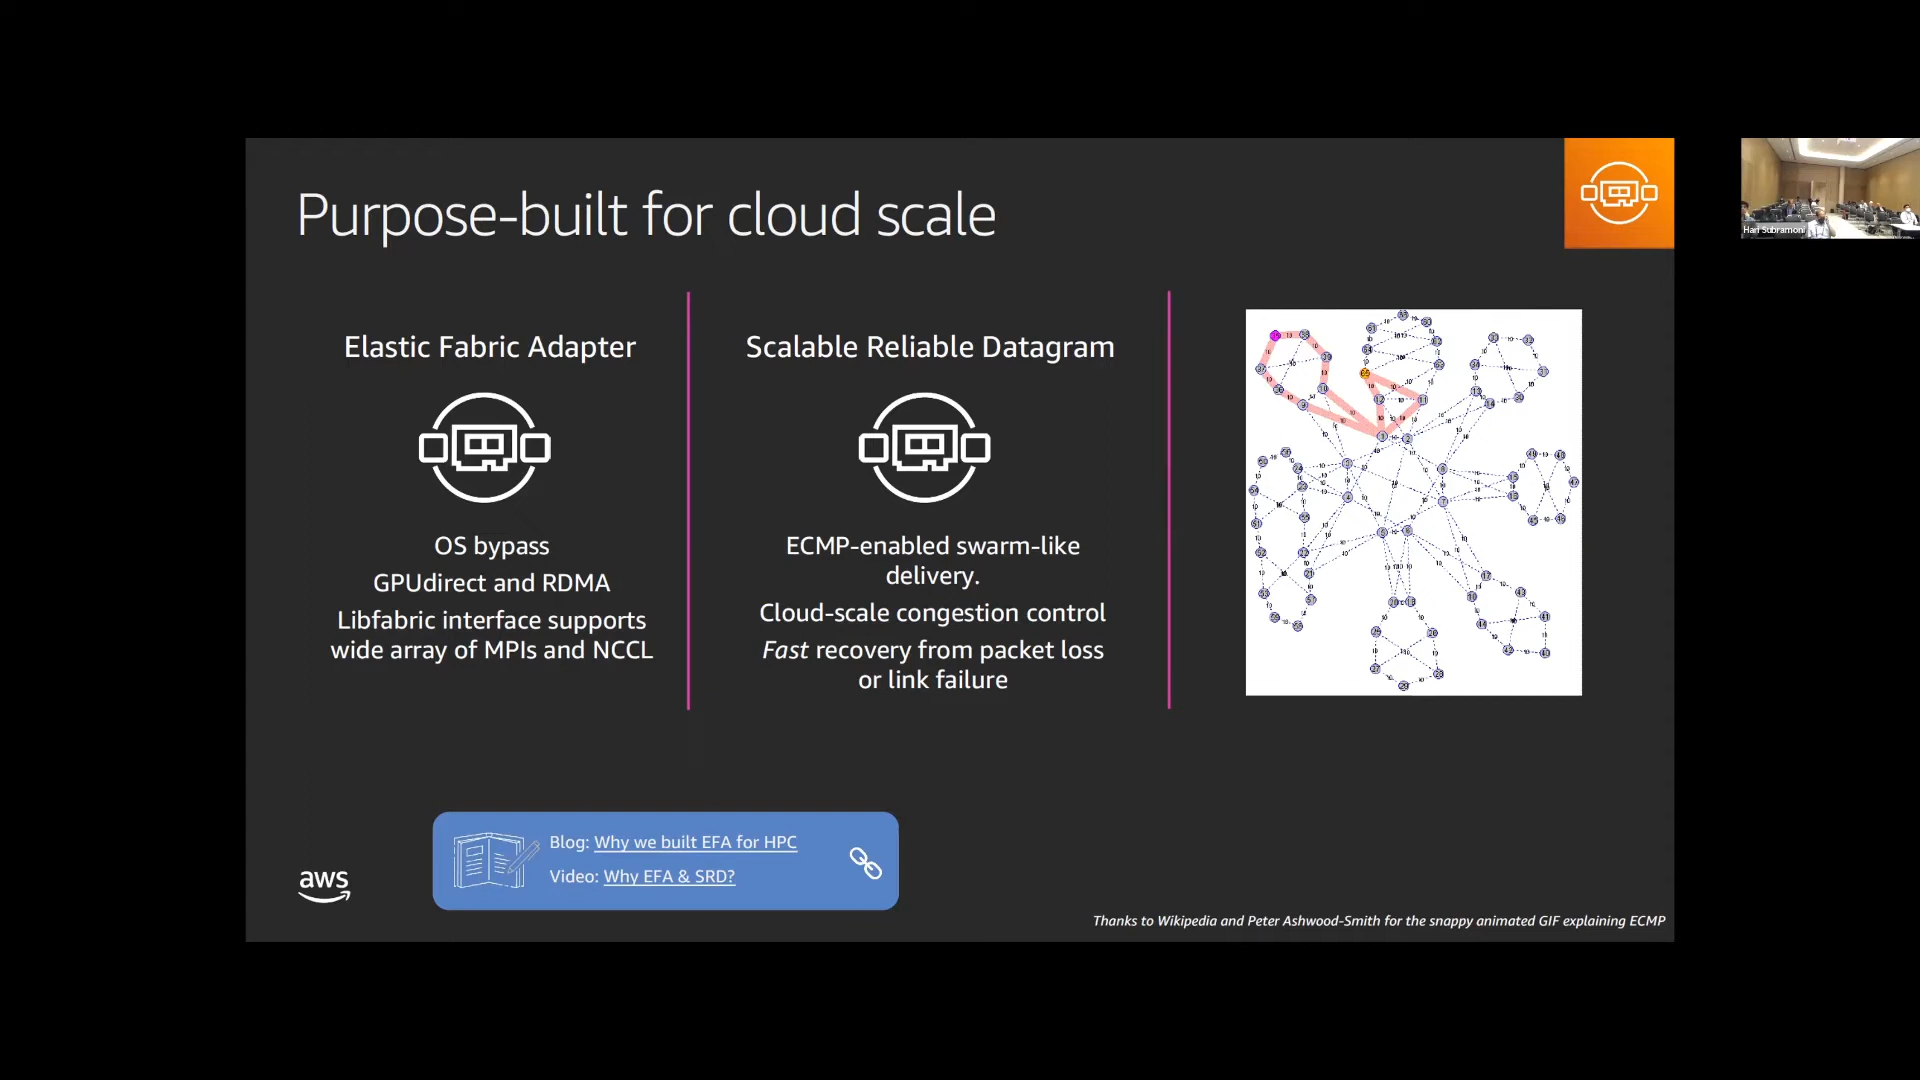 Purpose-built for cloud scale
Elastic Fabric Adapter
OS bypass
GPUdirect and RDMA
Libfabric interface supports
wide array of MPIs and NCCL
Scalable Reliable Datagram
ECMP-enabled swarm-like
delivery.
Cloud-scale congestion control
Fast recovery from packet loss
or link failure
Blog: Why we built EFA for HPC
Video: Why EFA & SRD?
aws
Thanks to Wikipedia and Peter Ashwood-Smith for the snappy animated GIF explaining ECMP
Hari Subramoni